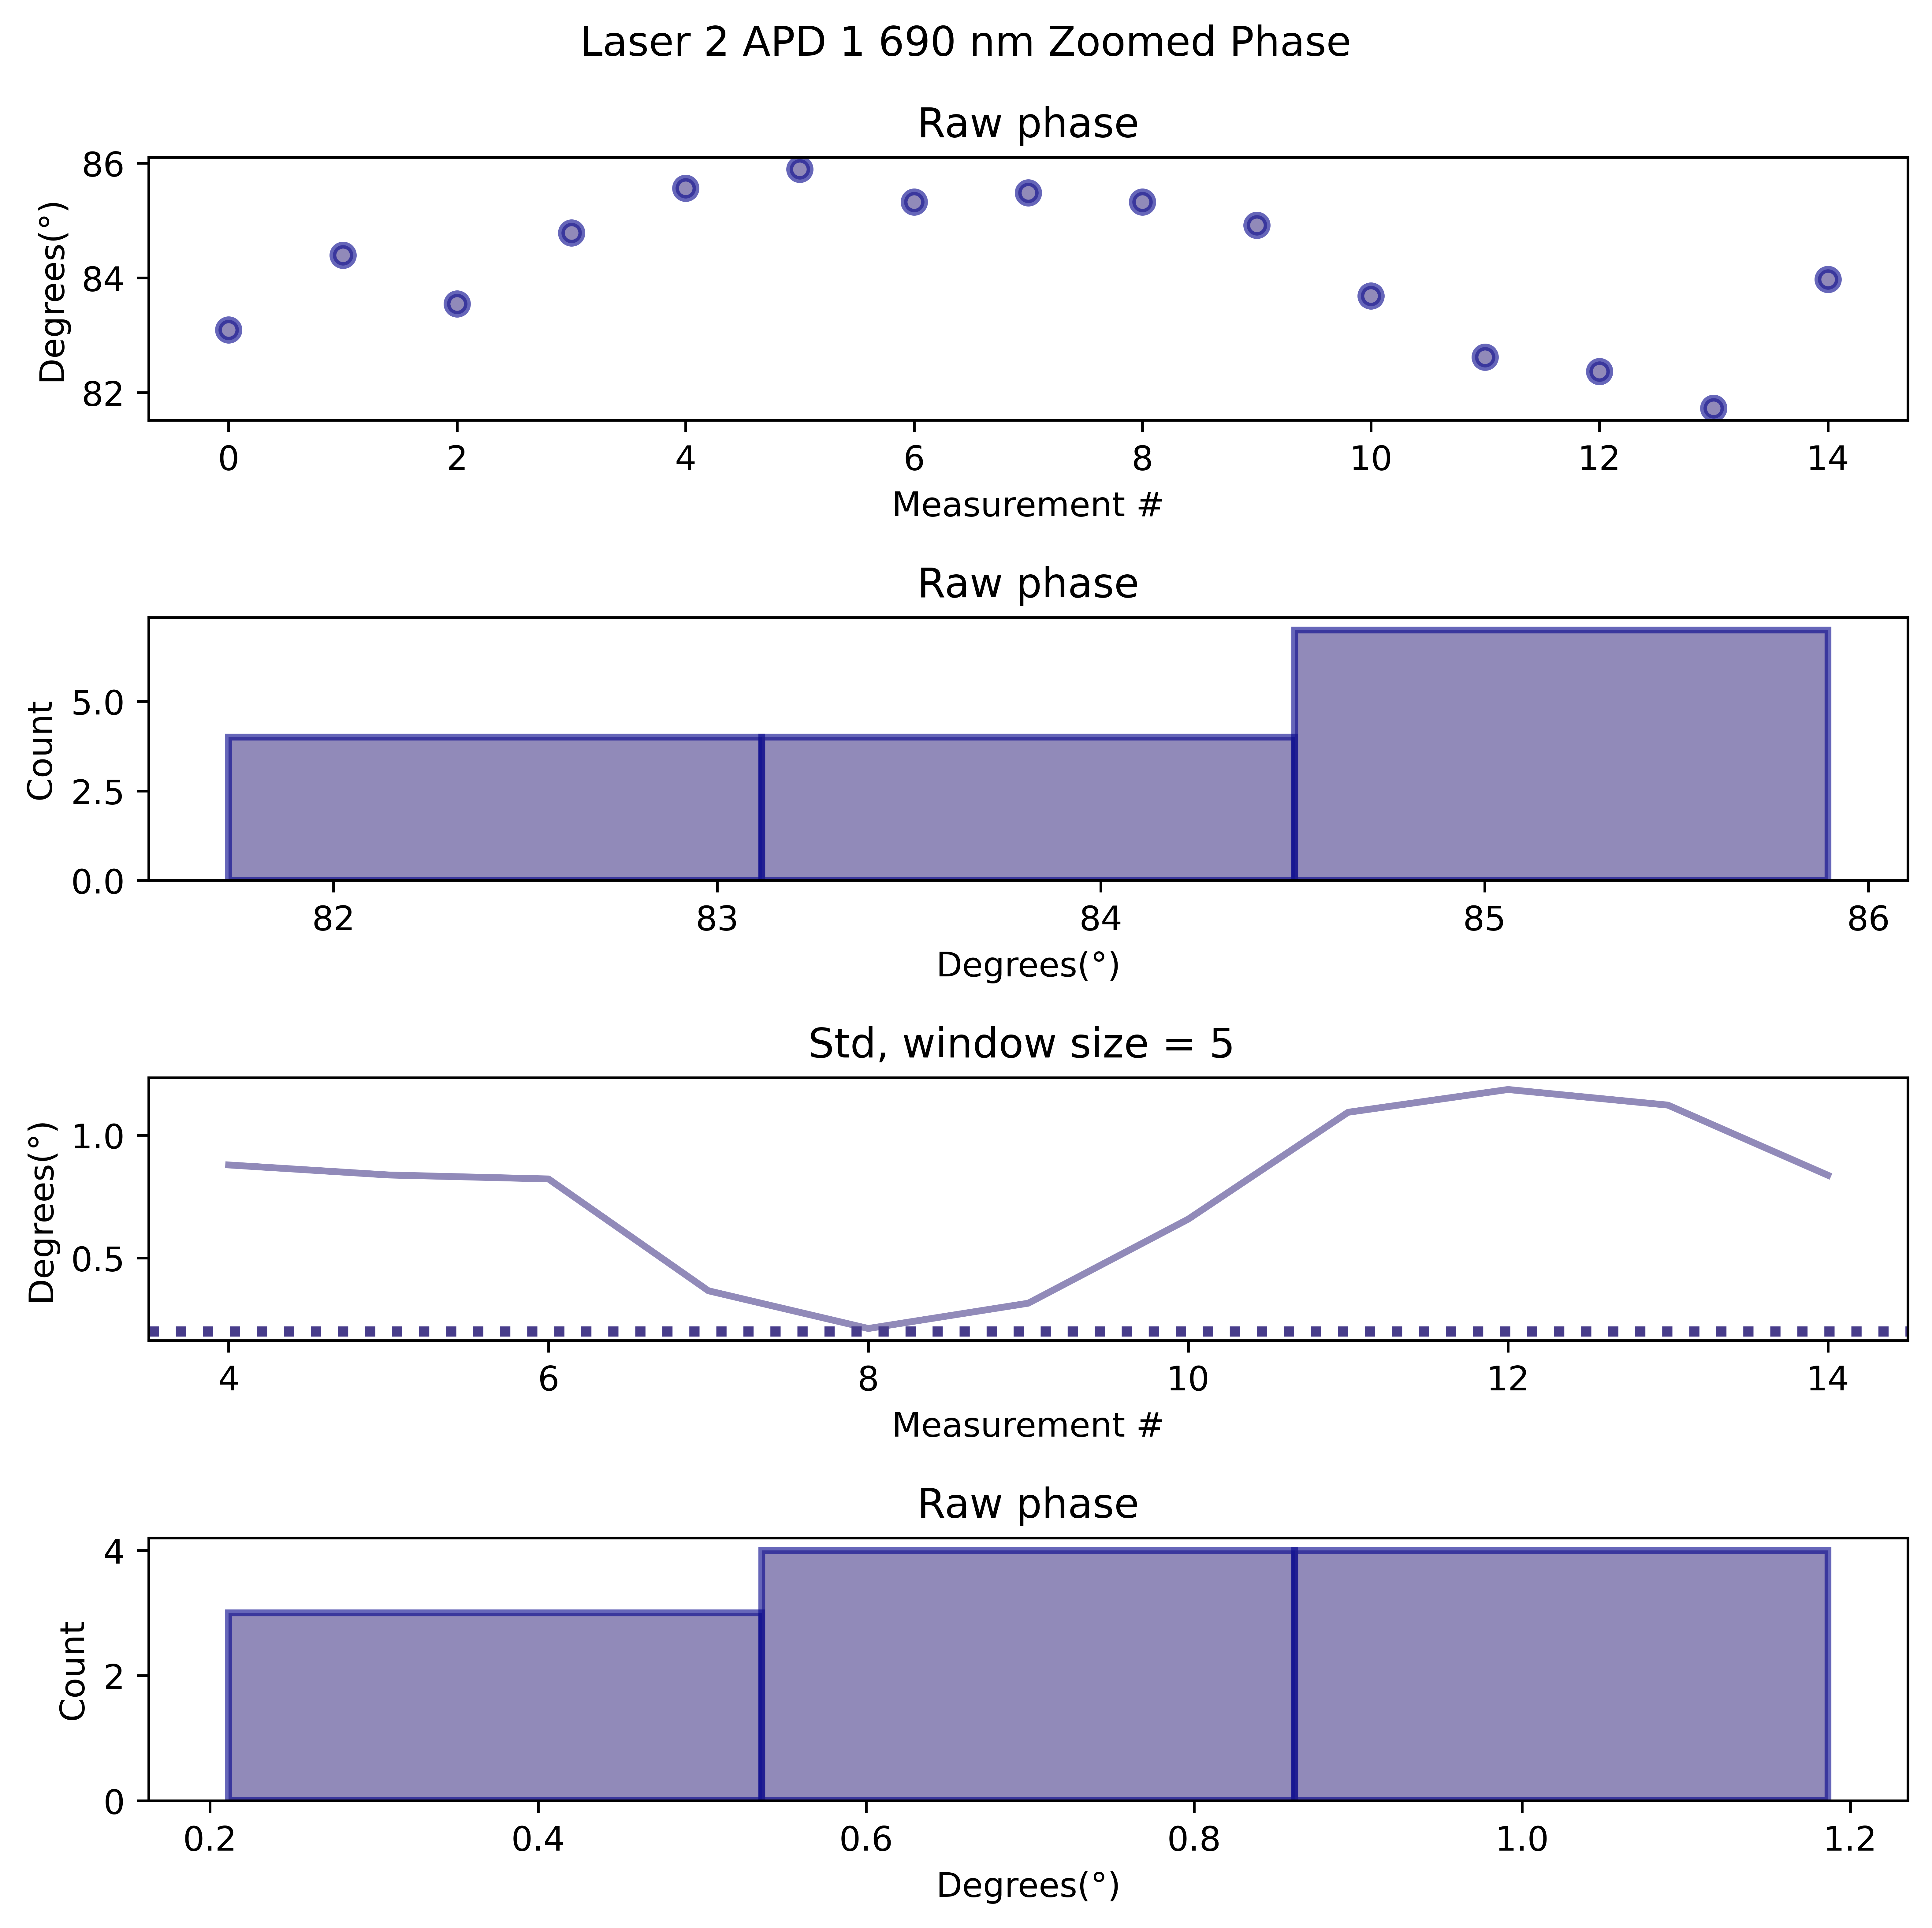 Laser 2 APD 1 690 nm Zoomed Phase
Raw phase
Degrees(°)
86
84
82
0 2 4 6 8 10 12 14
Measurement #
Raw phase
Count
5.0
2.5
0.0
82 83 84 85 86
Degrees(°)
Std, window size = 5
Degrees(°)
1.0
0.5
4 6 8 10 12 14
Measurement #
Raw phase
Count
4
2
0
0.2 0.4 0.6 0.8 1.0 1.2
Degrees(°)